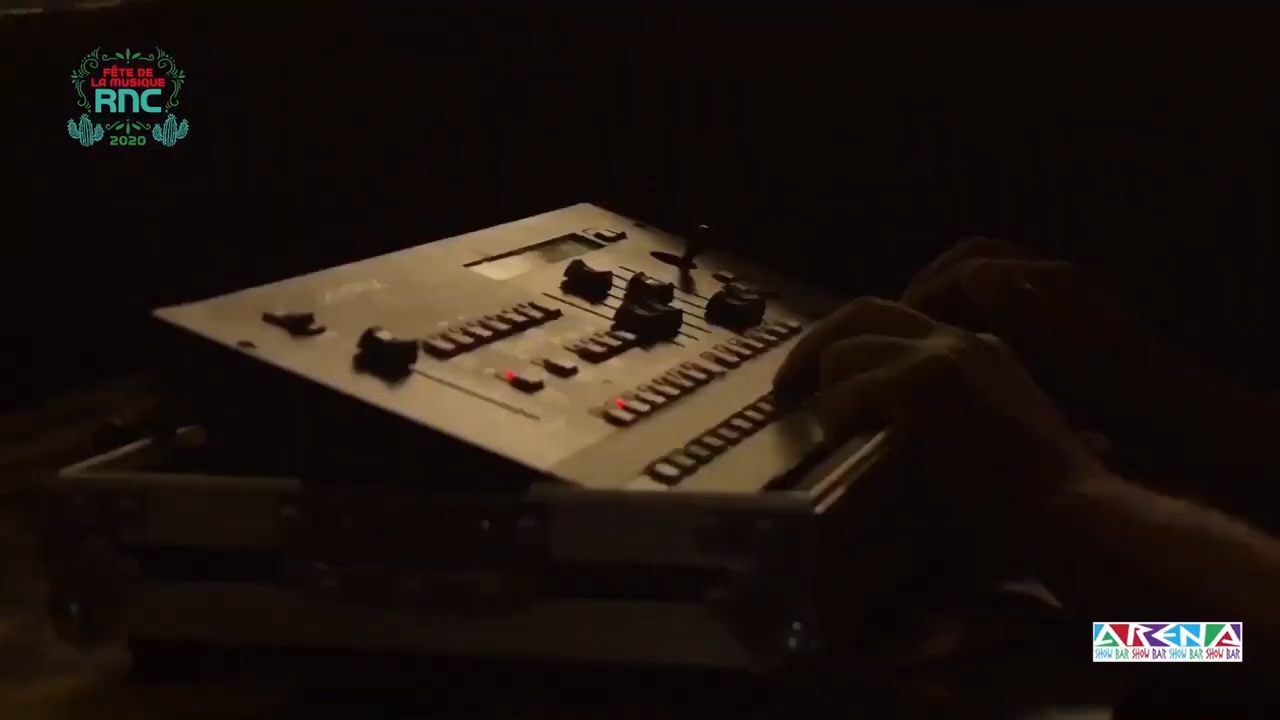 FÊTE DE
LA MUSIQUE
RNC
2020
ARENA
SHOW BAR SHOW BAR SHOW BAR SHOW BAR